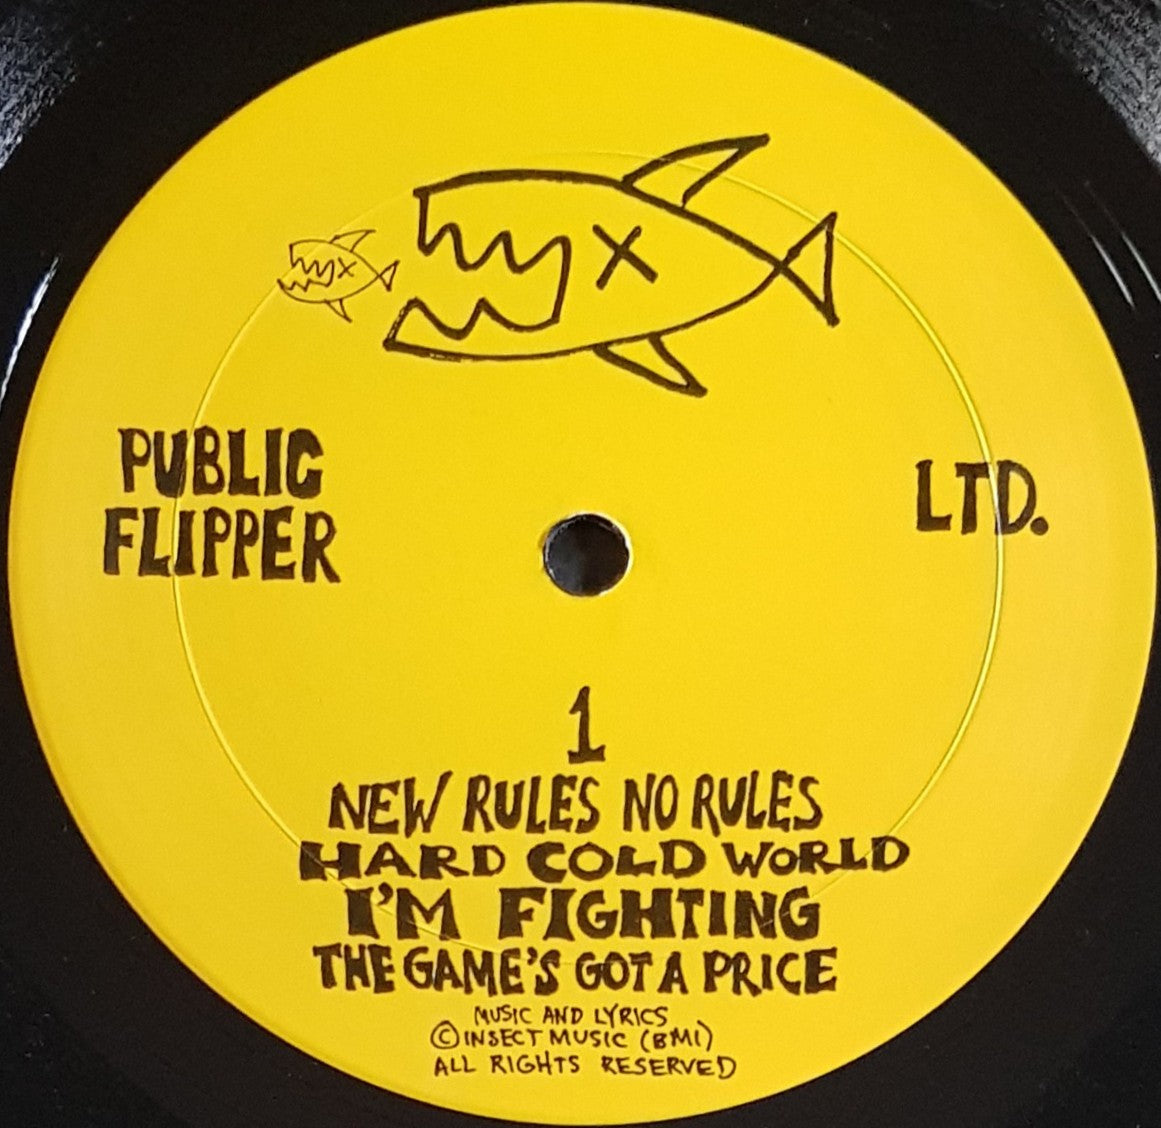 PUBLIC
FLIPPER
LTD.
1
NEW RULES NO RULES
HARD COLD WORLD
I'M FIGHTING
THE GAME'S GOT A PRICE
MUSIC AND LYRICS
© INSECT MUSIC (BMI)
ALL RIGHTS RESERVED